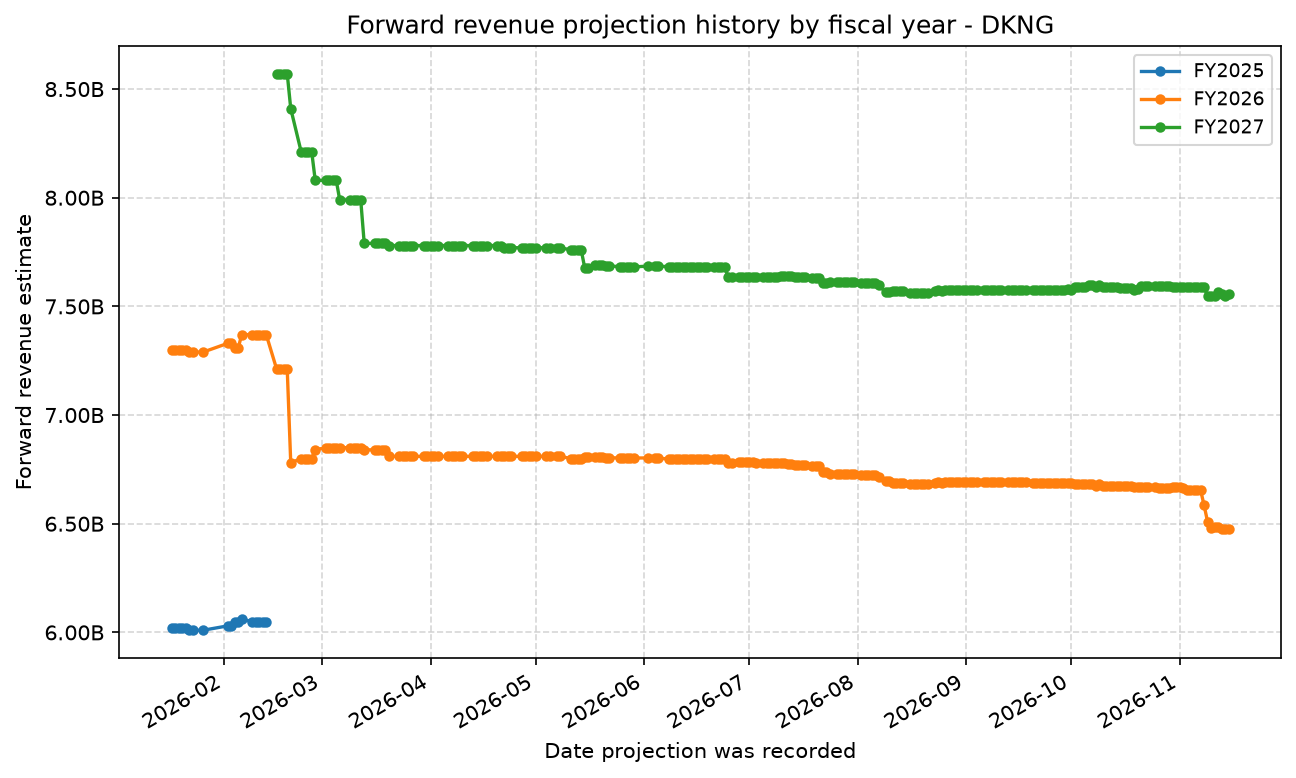 Forward revenue projection history by fiscal year - DKNG
FY2025
FY2026
FY2027
8.50B
8.00B
7.50B
7.00B
6.50B
6.00B
Forward revenue estimate
2026-02
2026-03
2026-04
2026-05
2026-06
2026-07
2026-08
2026-09
2026-10
2026-11
Date projection was recorded